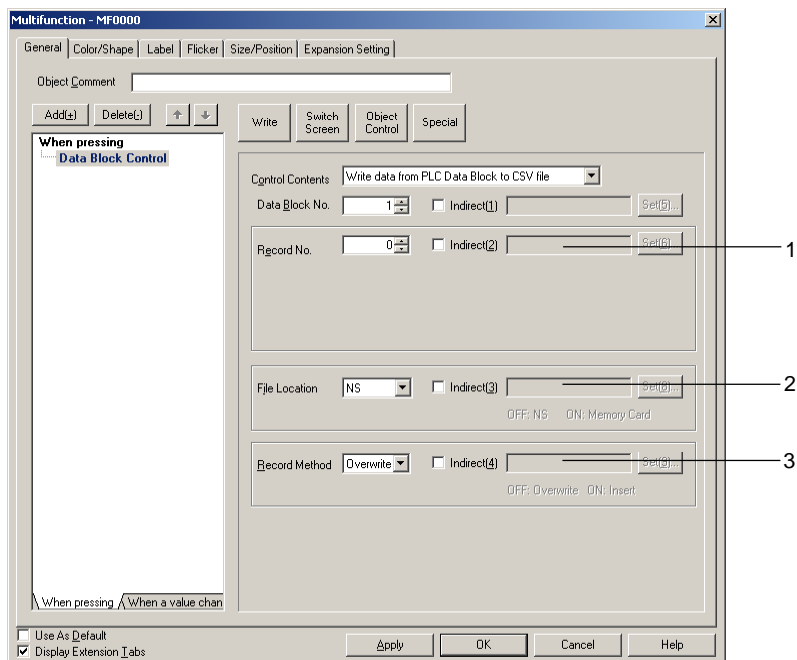 Multifunction - MF0000
General Color/Shape Label Flicker Size/Position Expansion Setting
Object Comment
Add(+) Delete(-)
Write Switch Screen Object Control Special
When pressing
Data Block Control
Control Contents Write data from PLC Data Block to CSV file
Data Block No. 1 Indirect(1) Set(5)...
Record No. 0 Indirect(2) Set(6)... 1
File Location NS Indirect(3) Set(8)... 2
OFF: NS ON: Memory Card
Record Method Overwrite Indirect(4) Set(9)... 3
OFF: Overwrite ON: Insert
When pressing When a value chan
Use As Default
Display Extension Tabs
Apply OK Cancel Help